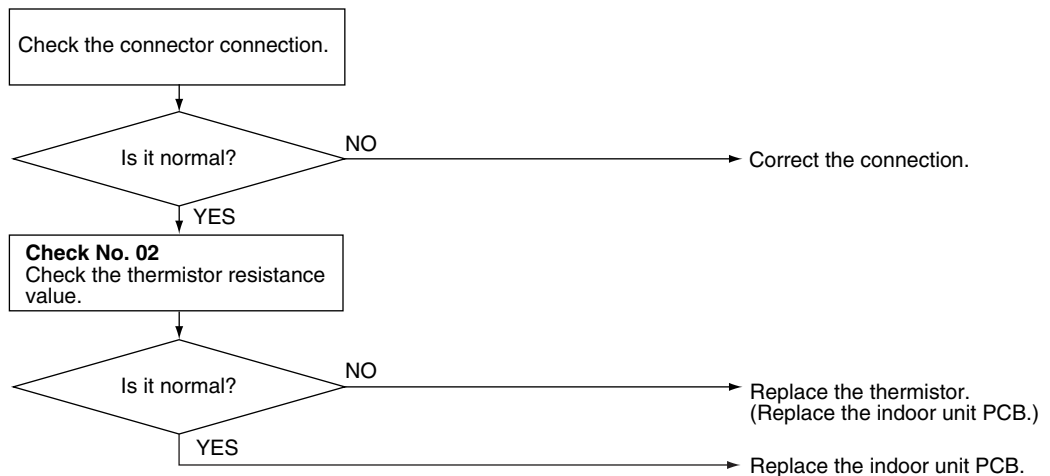 Check the connector connection.
Is it normal?
NO
Correct the connection.
YES
Check No. 02
Check the thermistor resistance
value.
Is it normal?
NO
Replace the thermistor.
(Replace the indoor unit PCB.)
YES
Replace the indoor unit PCB.